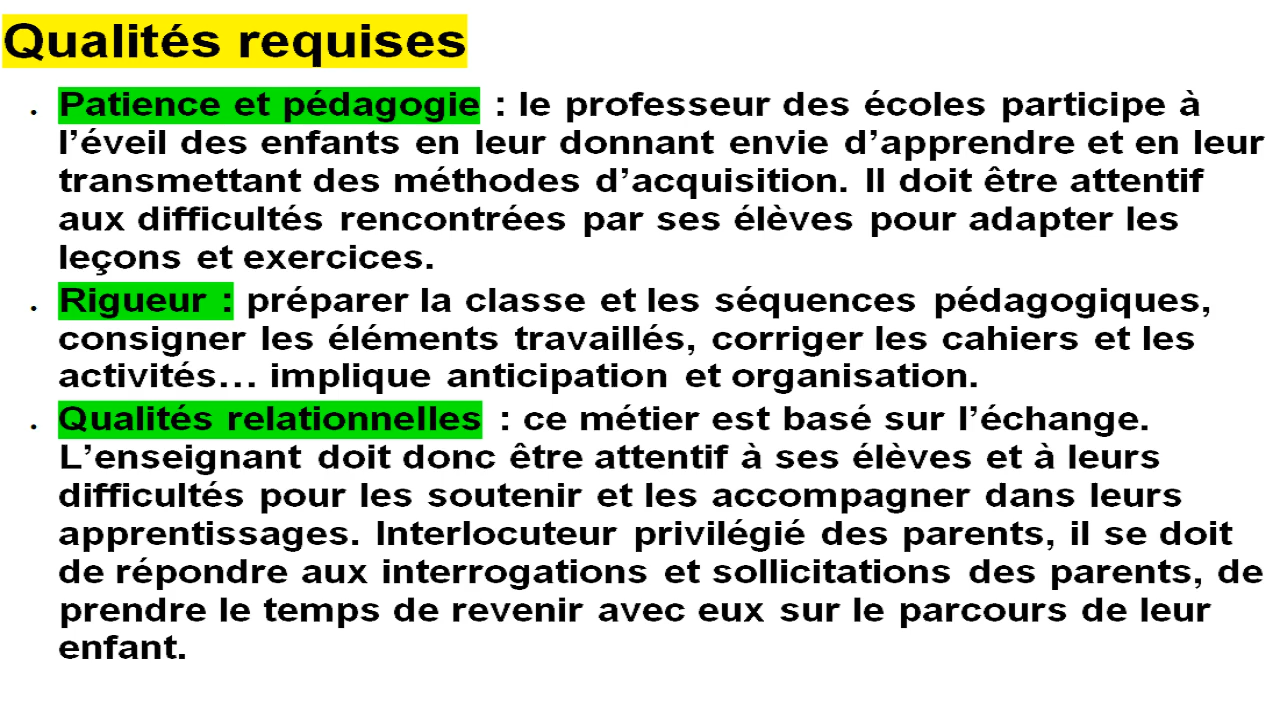 Qualités requises
• Patience et pédagogie : le professeur des écoles participe à
l’éveil des enfants en leur donnant envie d’apprendre et en leur
transmettant des méthodes d’acquisition. Il doit être attentif
aux difficultés rencontrées par ses élèves pour adapter les
leçons et exercices.
• Rigueur : préparer la classe et les séquences pédagogiques,
consigner les éléments travaillés, corriger les cahiers et les
activités… implique anticipation et organisation.
• Qualités relationnelles : ce métier est basé sur l’échange.
L’enseignant doit donc être attentif à ses élèves et à leurs
difficultés pour les soutenir et les accompagner dans leurs
apprentissages. Interlocuteur privilégié des parents, il se doit
de répondre aux interrogations et sollicitations des parents, de
prendre le temps de revenir avec eux sur le parcours de leur
enfant.